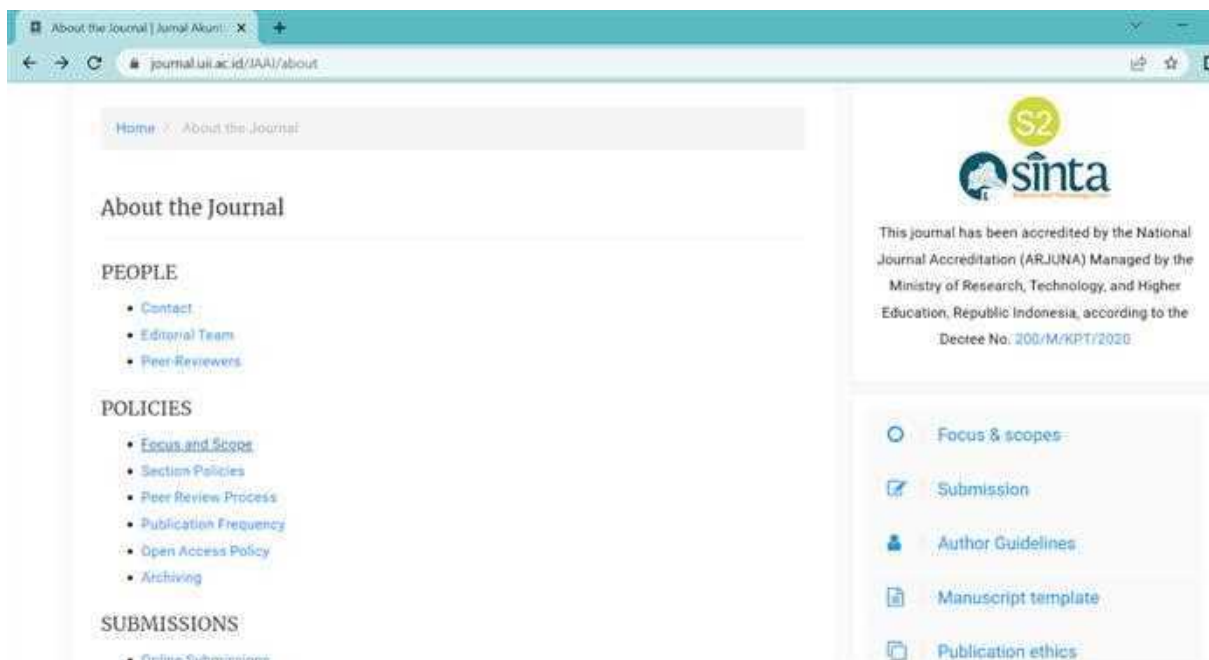 About the Journal | Jurnal Akunt
journal.uii.ac.id/JAAI/about
Home / About the Journal
About the Journal
PEOPLE
Contact
Editorial Team
Peer-Reviewers
POLICIES
Focus and Scope
Section Policies
Peer Review Process
Publication Frequency
Open Access Policy
Archiving
SUBMISSIONS
Online Submissions
S2
sinta
This journal has been accredited by the National
Journal Accreditation (ARJUNA) Managed by the
Ministry of Research, Technology, and Higher
Education, Republic Indonesia, according to the
Decree No. 200/M/KPT/2020
Focus & scopes
Submission
Author Guidelines
Manuscript template
Publication ethics